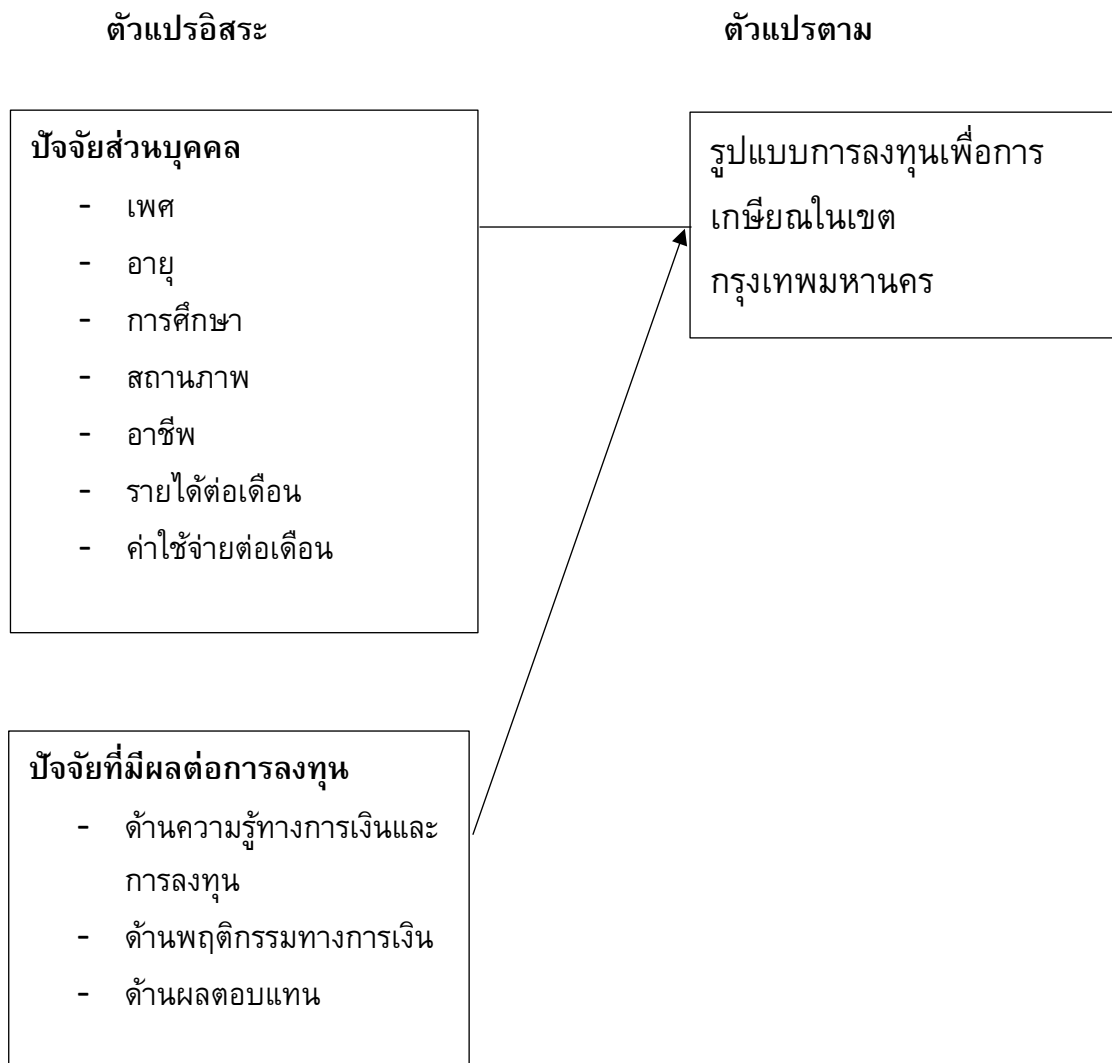 ตัวแปรอิสระ
ตัวแปรตาม
ปัจจัยส่วนบุคคล
- เพศ
- อายุ
- การศึกษา
- สถานภาพ
- อาชีพ
- รายได้ต่อเดือน
- ค่าใช้จ่ายต่อเดือน
รูปแบบการลงทุนเพื่อการ
เกษียณในเขต
กรุงเทพมหานคร
ปัจจัยที่มีผลต่อการลงทุน
- ด้านความรู้ทางการเงินและ
การลงทุน
- ด้านพฤติกรรมทางการเงิน
- ด้านผลตอบแทน